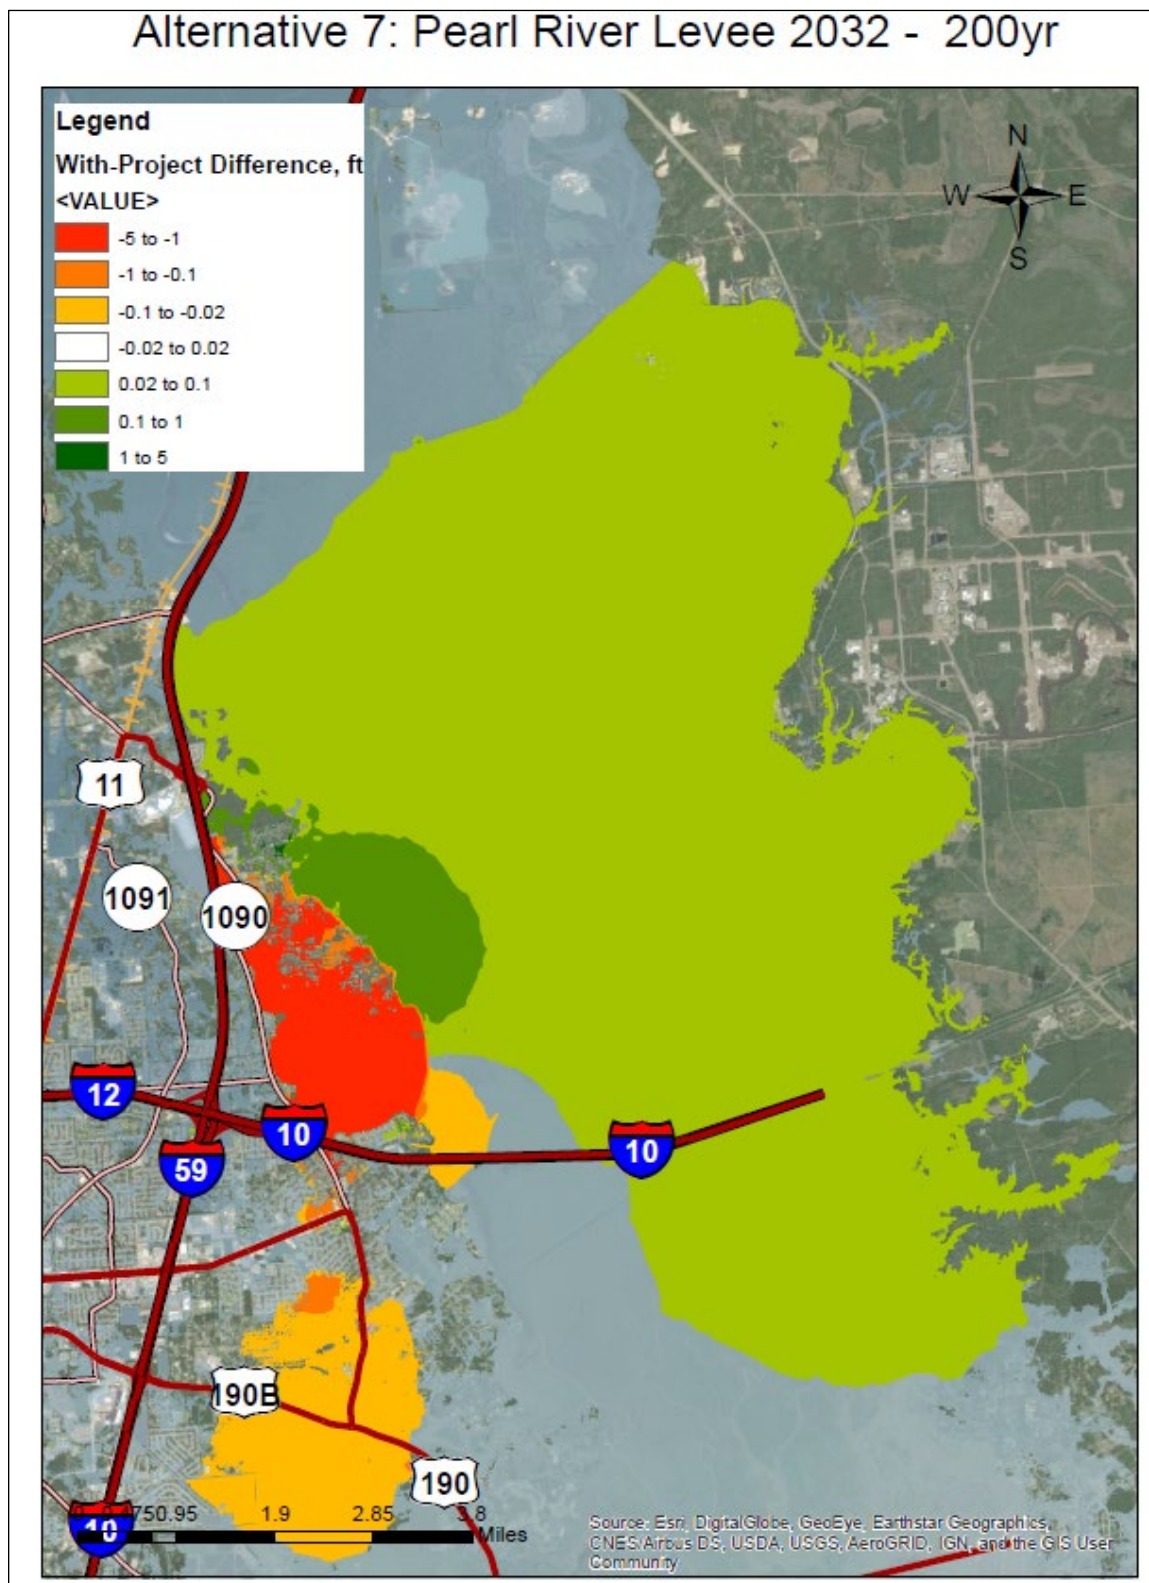 Alternative 7: Pearl River Levee 2032 - 200yr
Legend
With-Project Difference, ft
<VALUE>
-5 to -1
-1 to -0.1
-0.1 to -0.02
-0.02 to 0.02
0.02 to 0.1
0.1 to 1
1 to 5
N
W E
S
11
1091
1090
12
10
10
59
190B
190
10
0 0.4750.95 1.9 2.85 3.8
Miles
Source: Esri, DigitalGlobe, GeoEye, Earthstar Geographics,
CNES/Airbus DS, USDA, USGS, AeroGRID, IGN, and the GIS User
Community